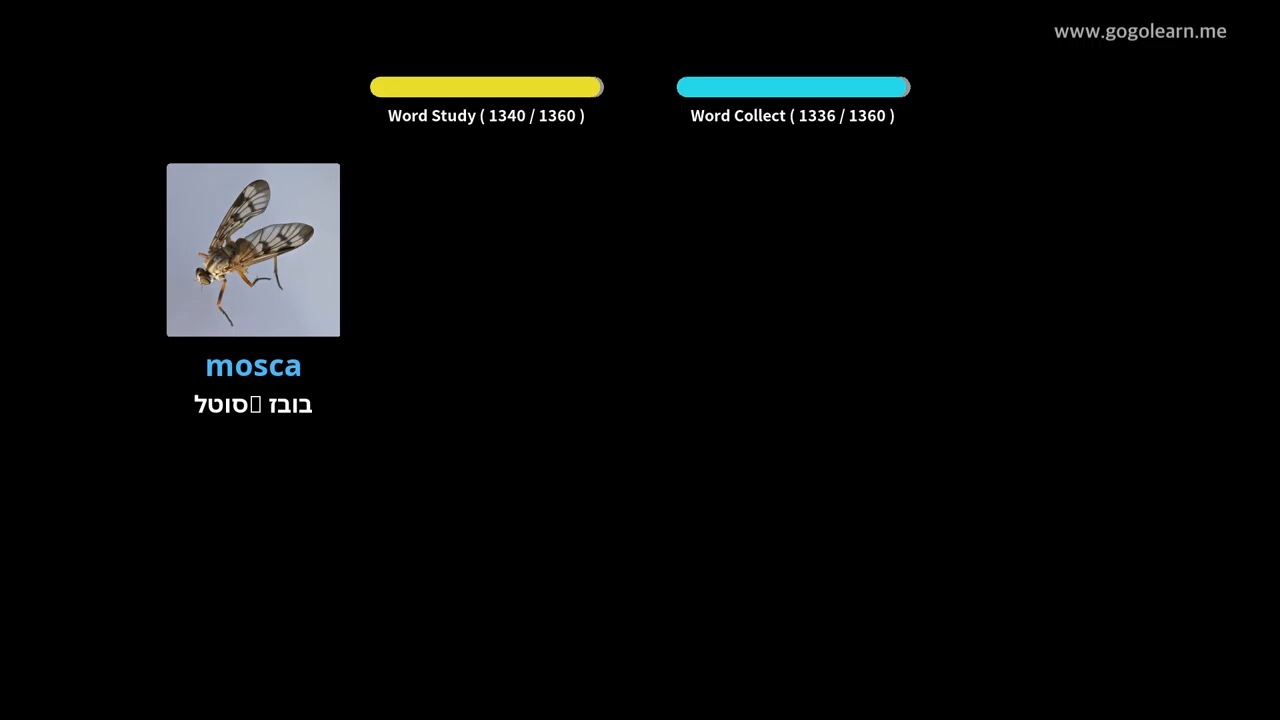 www.gogolearn.me
Word Study ( 1340 / 1360 )
Word Collect ( 1336 / 1360 )
mosca
בובז סוטל